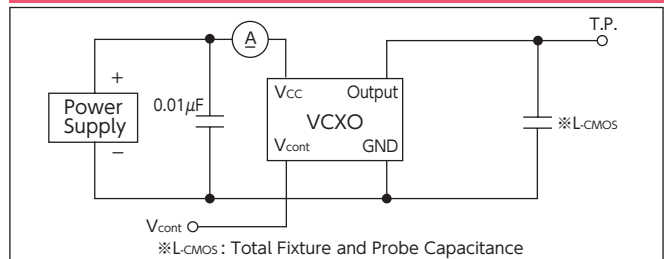 T.P.
A
+
Power
Supply
−
0.01μF
Vcc Output
VCXO
Vcont GND
※L-CMOS
Vcont
※L-CMOS : Total Fixture and Probe Capacitance